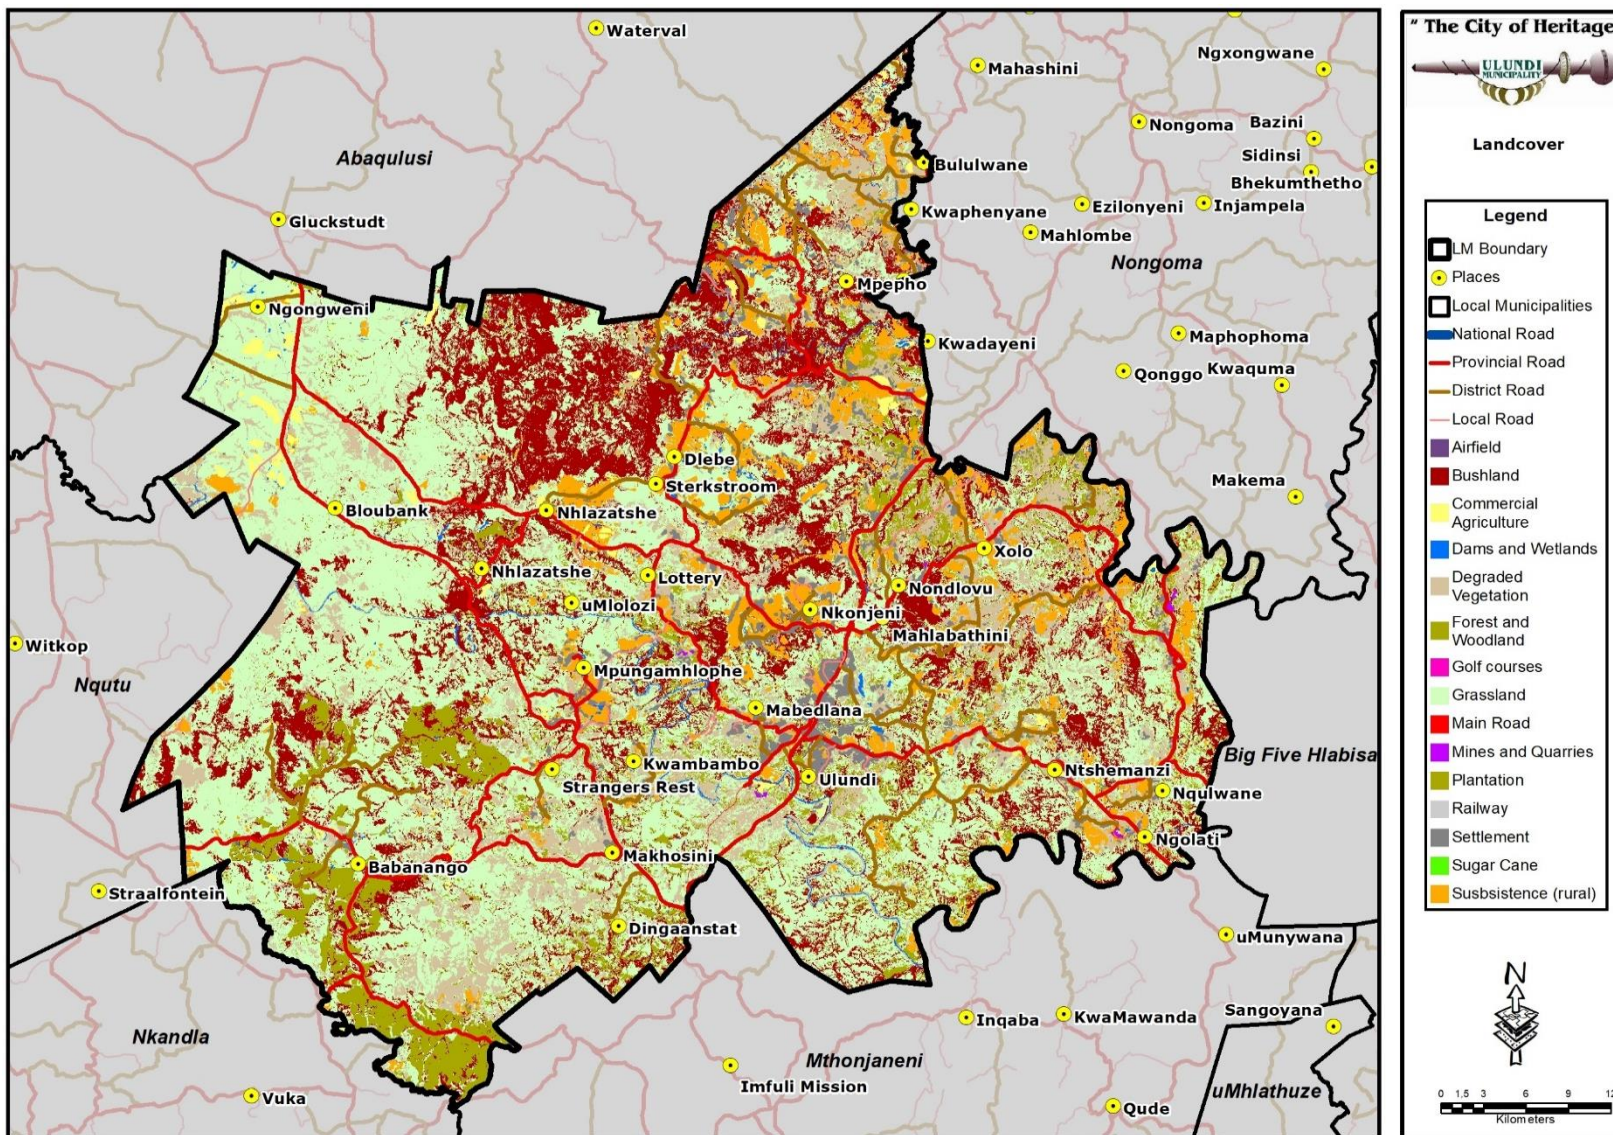 Waterval
Mahashini
Ngxongwane
Nongoma
Bazini
Sidinsi
Bhekumthetho
Abaqulusi
Bululwane
Gluckstudt
Kwaphenyane
Ezilonyeni
Injampela
Mahlombe
Nongoma
Mpepho
Ngongweni
Kwadayeni
Maphophoma
Qonggo
Kwaquma
Dlebe
Sterkstroom
Makema
Bloubank
Nhlazatshe
Xolo
Nhlazatshe
Lottery
Nondlovu
uMlolozi
Nkonjeni
Mahlabathini
Witkop
Mpungamhlophe
Nqutu
Mabedlana
Big Five Hlabisa
Kwambambo
Strangers Rest
Ulundi
Ntshemanzi
Nqulwane
Ngolati
Makhosini
Babanango
Straalfontein
Dingaanstat
uMunywana
Inqaba
KwaMawanda
Sangoyana
Nkandla
Mthonjaneni
Imfuli Mission
uMhlathuze
Vuka
Qude
" The City of Heritage
ULUNDI
MUNICIPALITY
Landcover
Legend
LM Boundary
Places
Local Municipalities
National Road
Provincial Road
District Road
Local Road
Airfield
Bushland
Commercial
Agriculture
Dams and Wetlands
Degraded
Vegetation
Forest and
Woodland
Golf courses
Grassland
Main Road
Mines and Quarries
Plantation
Railway
Settlement
Sugar Cane
Susbsistence (rural)
N
0 1,5 3 6 9 12
Kilometers